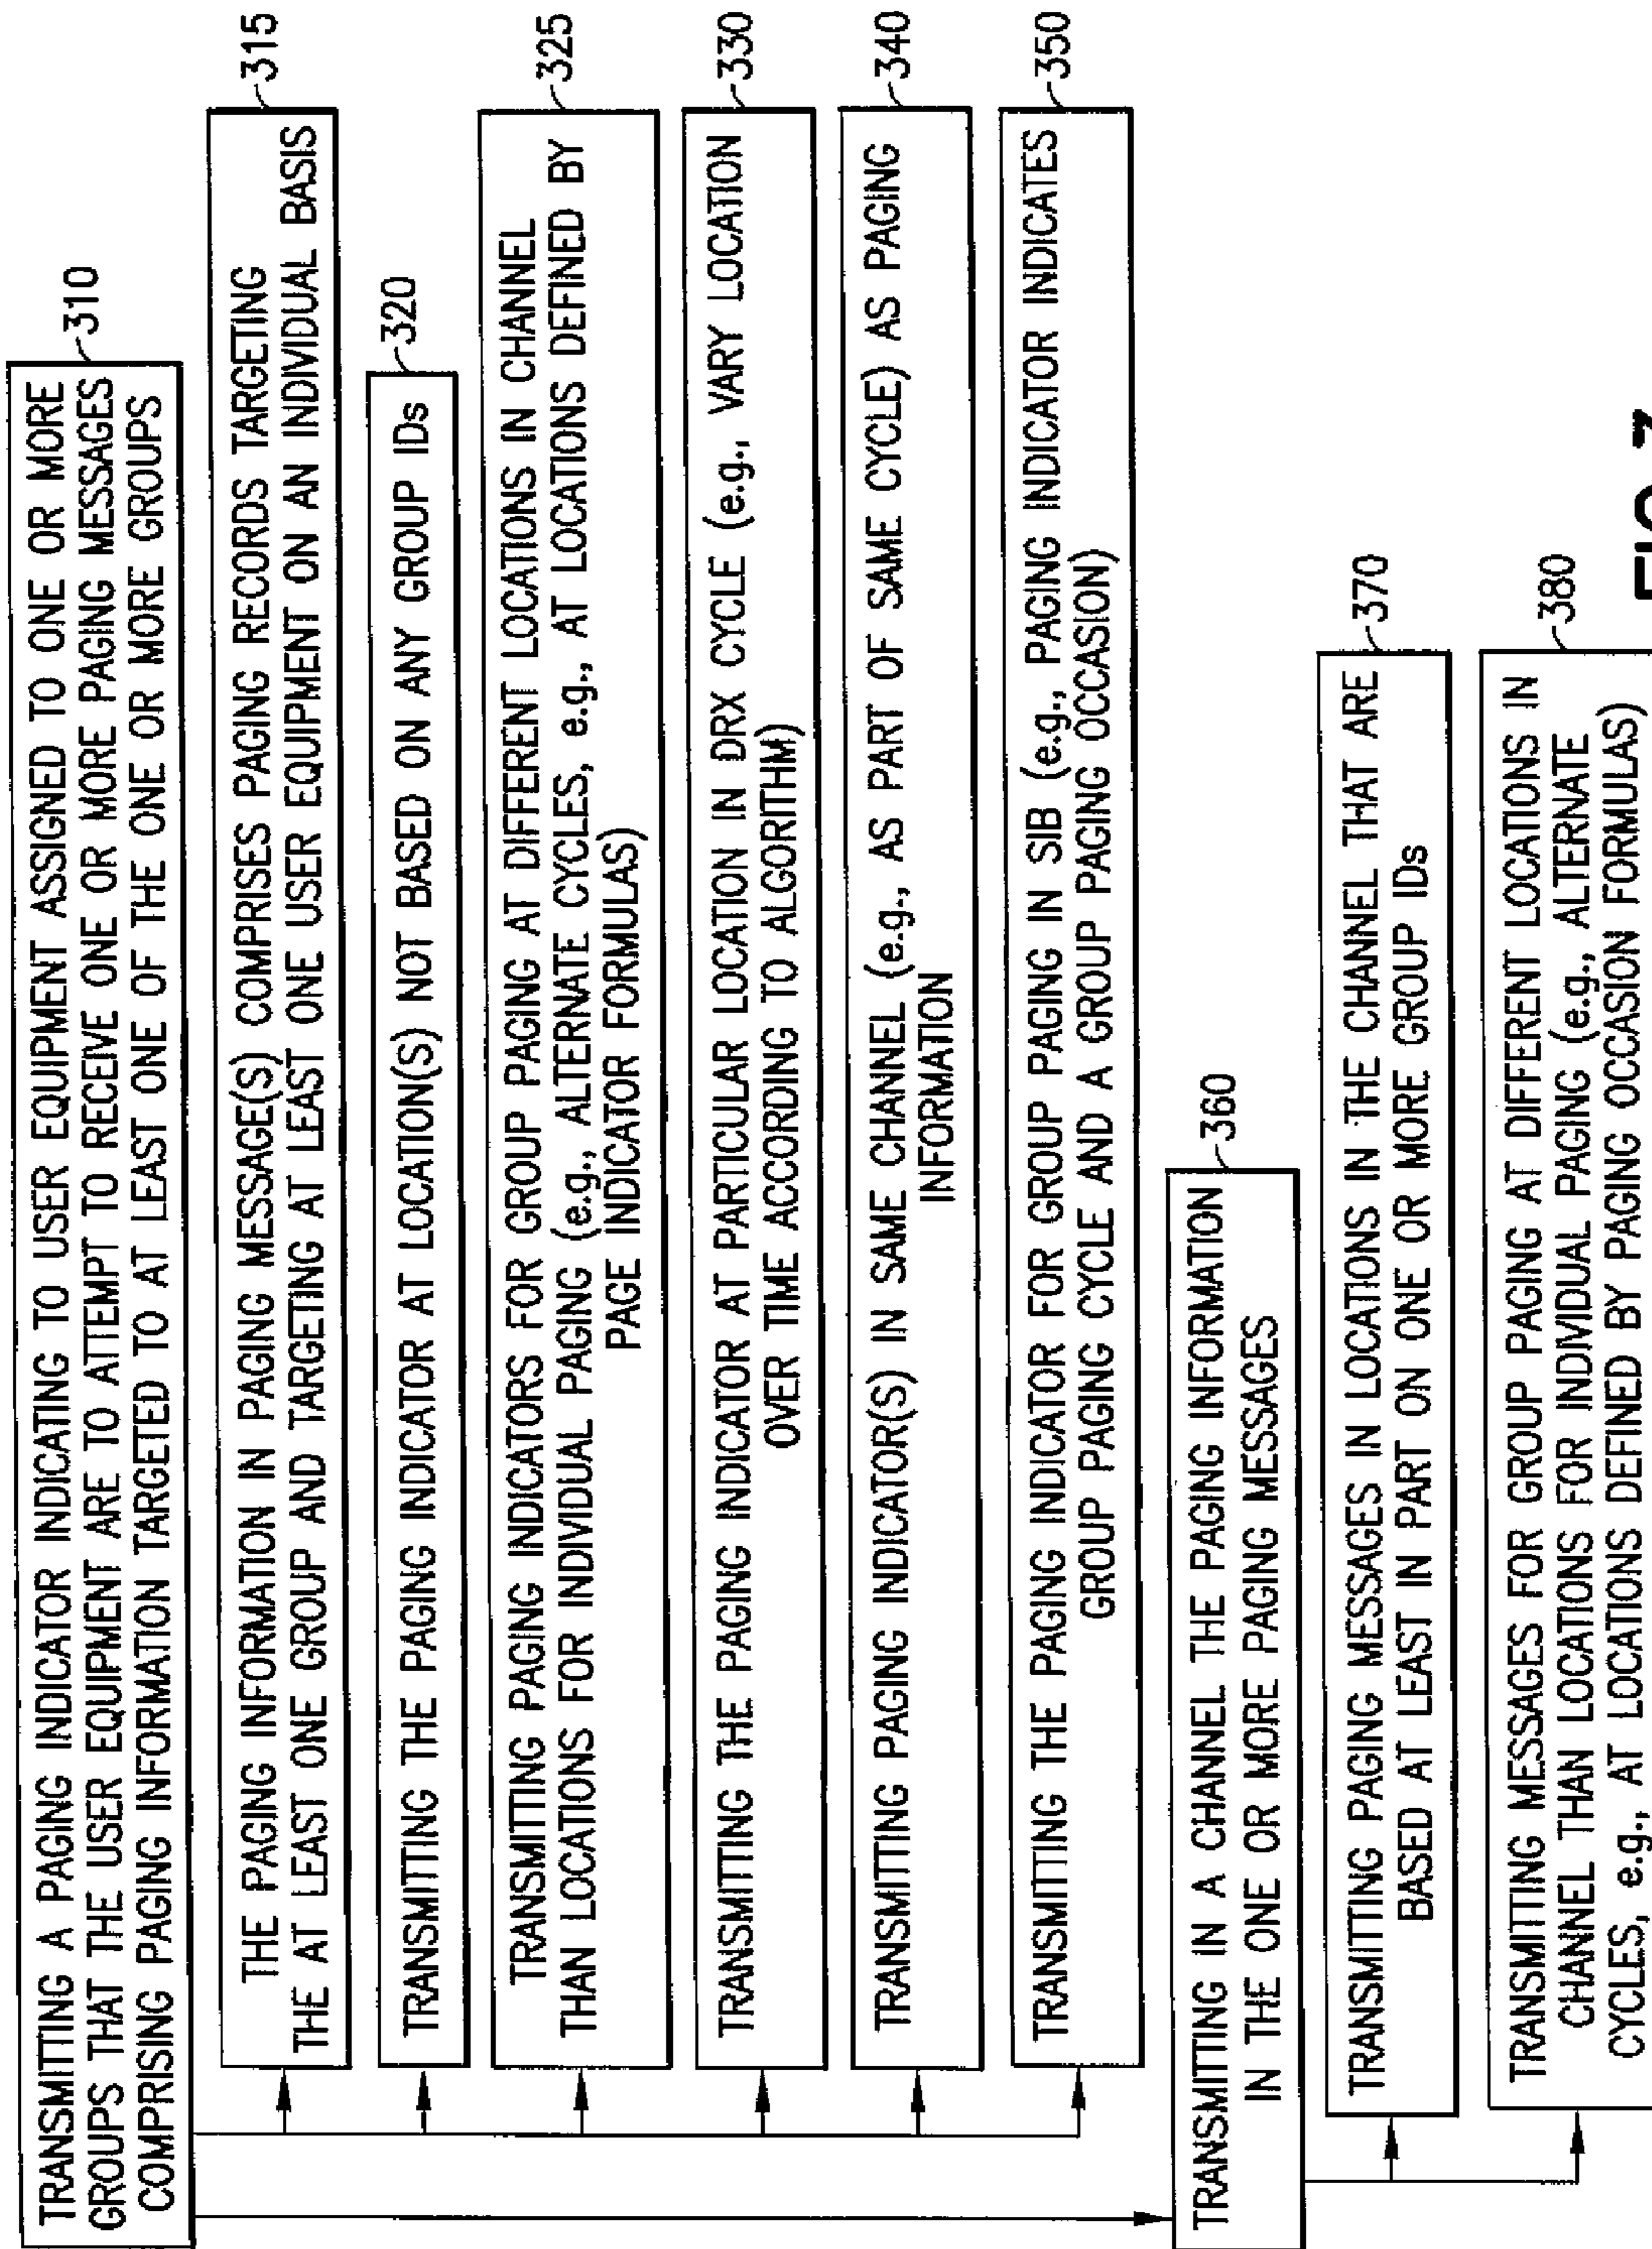 TRANSMITTING A PAGING INDICATOR INDICATING TO USER EQUIPMENT ASSIGNED TO ONE OR MORE
GROUPS THAT THE USER EQUIPMENT ARE TO ATTEMPT TO RECEIVE ONE OR MORE PAGING MESSAGES
COMPRISING PAGING INFORMATION TARGETED TO AT LEAST ONE OF THE ONE OR MORE GROUPS
310
THE PAGING INFORMATION IN PAGING MESSAGE(S) COMPRISES PAGING RECORDS TARGETING
THE AT LEAST ONE GROUP AND TARGETING AT LEAST ONE USER EQUIPMENT ON AN INDIVIDUAL BASIS
315
TRANSMITTING THE PAGING INDICATOR AT LOCATION(S) NOT BASED ON ANY GROUP IDs
320
TRANSMITTING PAGING INDICATORS FOR GROUP PAGING AT DIFFERENT LOCATIONS IN CHANNEL
THAN LOCATIONS FOR INDIVIDUAL PAGING (e.g., ALTERNATE CYCLES, e.g., AT LOCATIONS DEFINED BY
PAGE INDICATOR FORMULAS)
325
TRANSMITTING THE PAGING INDICATOR AT PARTICULAR LOCATION IN DRX CYCLE (e.g., VARY LOCATION
OVER TIME ACCORDING TO ALGORITHM)
330
TRANSMITTING PAGING INDICATOR(S) IN SAME CHANNEL (e.g., AS PART OF SAME CYCLE) AS PAGING
INFORMATION
340
TRANSMITTING THE PAGING INDICATOR FOR GROUP PAGING IN SIB (e.g., PAGING INDICATOR INDICATES
GROUP PAGING CYCLE AND A GROUP PAGING OCCASION)
350
TRANSMITTING IN A CHANNEL THE PAGING INFORMATION
IN THE ONE OR MORE PAGING MESSAGES
360
TRANSMITTING PAGING MESSAGES IN LOCATIONS IN THE CHANNEL THAT ARE
BASED AT LEAST IN PART ON ONE OR MORE GROUP IDs
370
TRANSMITTING MESSAGES FOR GROUP PAGING AT DIFFERENT LOCATIONS IN
CHANNEL THAN LOCATIONS FOR INDIVIDUAL PAGING (e.g., ALTERNATE
CYCLES, e.g., AT LOCATIONS DEFINED BY PAGING OCCASION FORMULAS)
380
FIG. 3